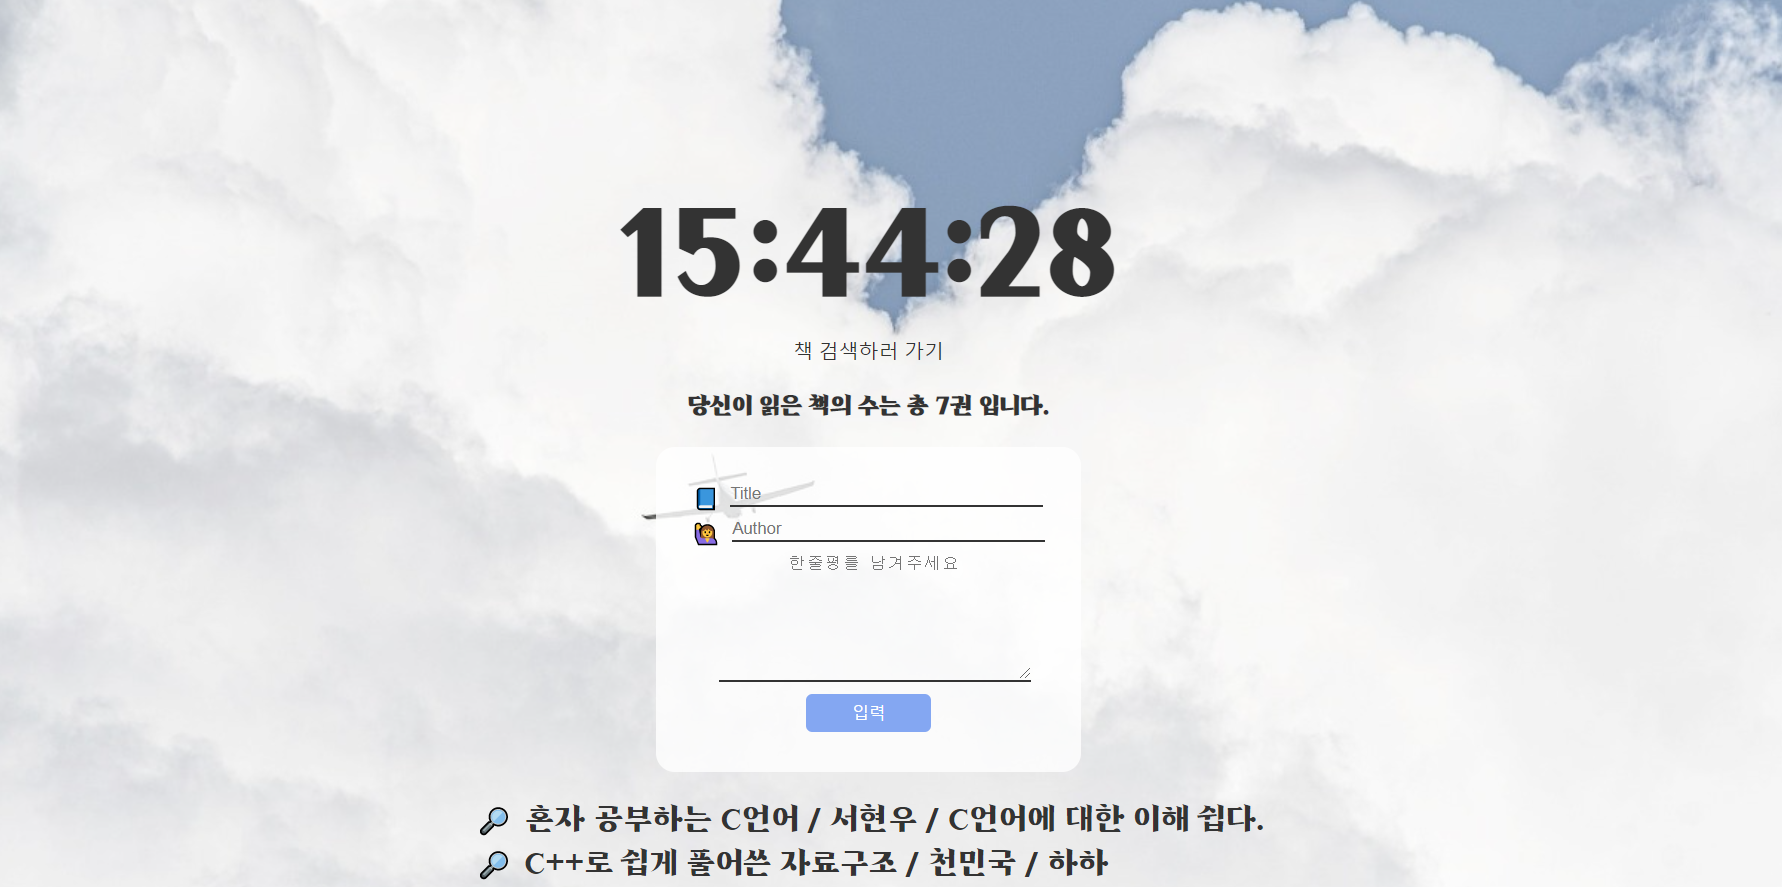 15:44:28
책 검색하러 가기
당신이 읽은 책의 수는 총 7권 입니다.
Title
Author
한줄평를 남겨주세요
입력
혼자 공부하는 C언어 / 서현우 / C언어에 대한 이해 쉽다.
C++로 쉽게 풀어쓴 자료구조 / 천민국 / 하하